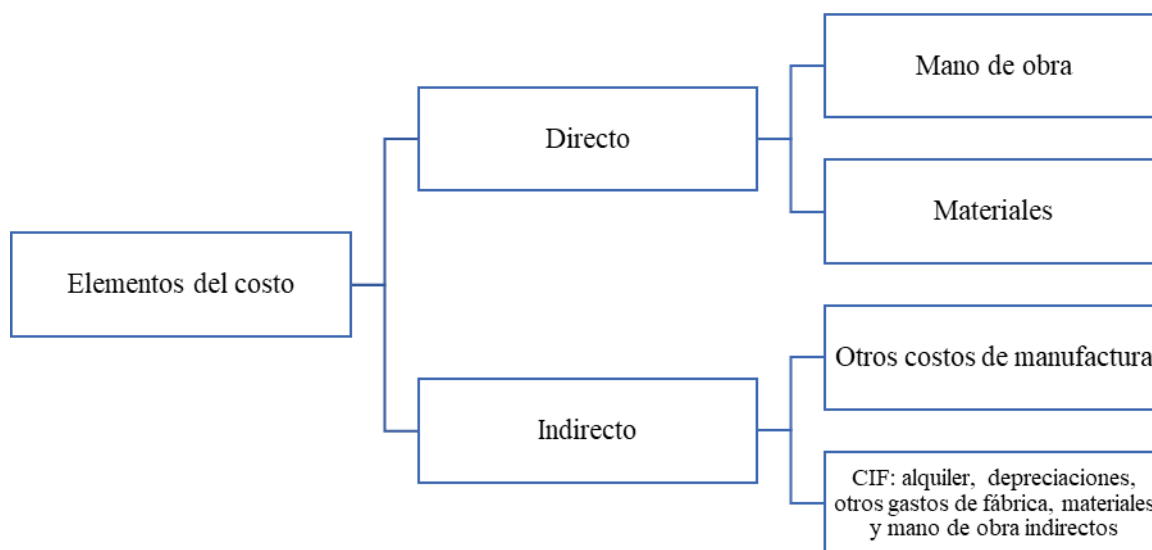 Elementos del costo
Directo
Mano de obra
Materiales
Indirecto
Otros costos de manufactura
CIF: alquiler, depreciaciones,
otros gastos de fábrica, materiales
y mano de obra indirectos